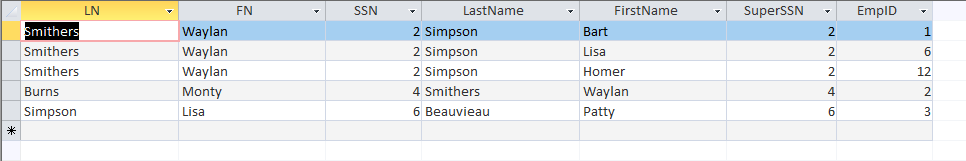 LN FN SSN LastName FirstName SuperSSN EmpID
Smithers Waylan 2 Simpson Bart 2 1
Smithers Waylan 2 Simpson Lisa 2 6
Smithers Waylan 2 Simpson Homer 2 12
Burns Monty 4 Smithers Waylan 4 2
Simpson Lisa 6 Beauvieau Patty 6 3